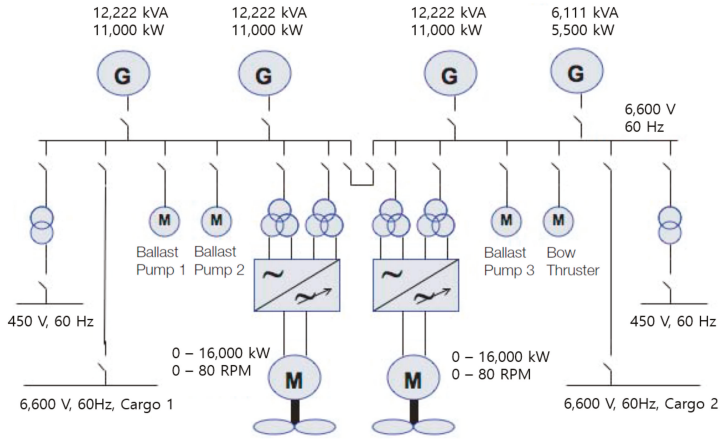 12,222 kVA
11,000 kW
12,222 kVA
11,000 kW
12,222 kVA
11,000 kW
6,111 kVA
5,500 kW
G
G
G
G
6,600 V
60 Hz
M
M
M
M
Ballast
Pump 1
Ballast
Pump 2
Ballast
Pump 3
Bow
Thruster
450 V, 60 Hz
450 V, 60 Hz
0 – 16,000 kW
0 – 80 RPM
M
M
0 – 16,000 kW
0 – 80 RPM
6,600 V, 60Hz, Cargo 1
6,600 V, 60Hz, Cargo 2